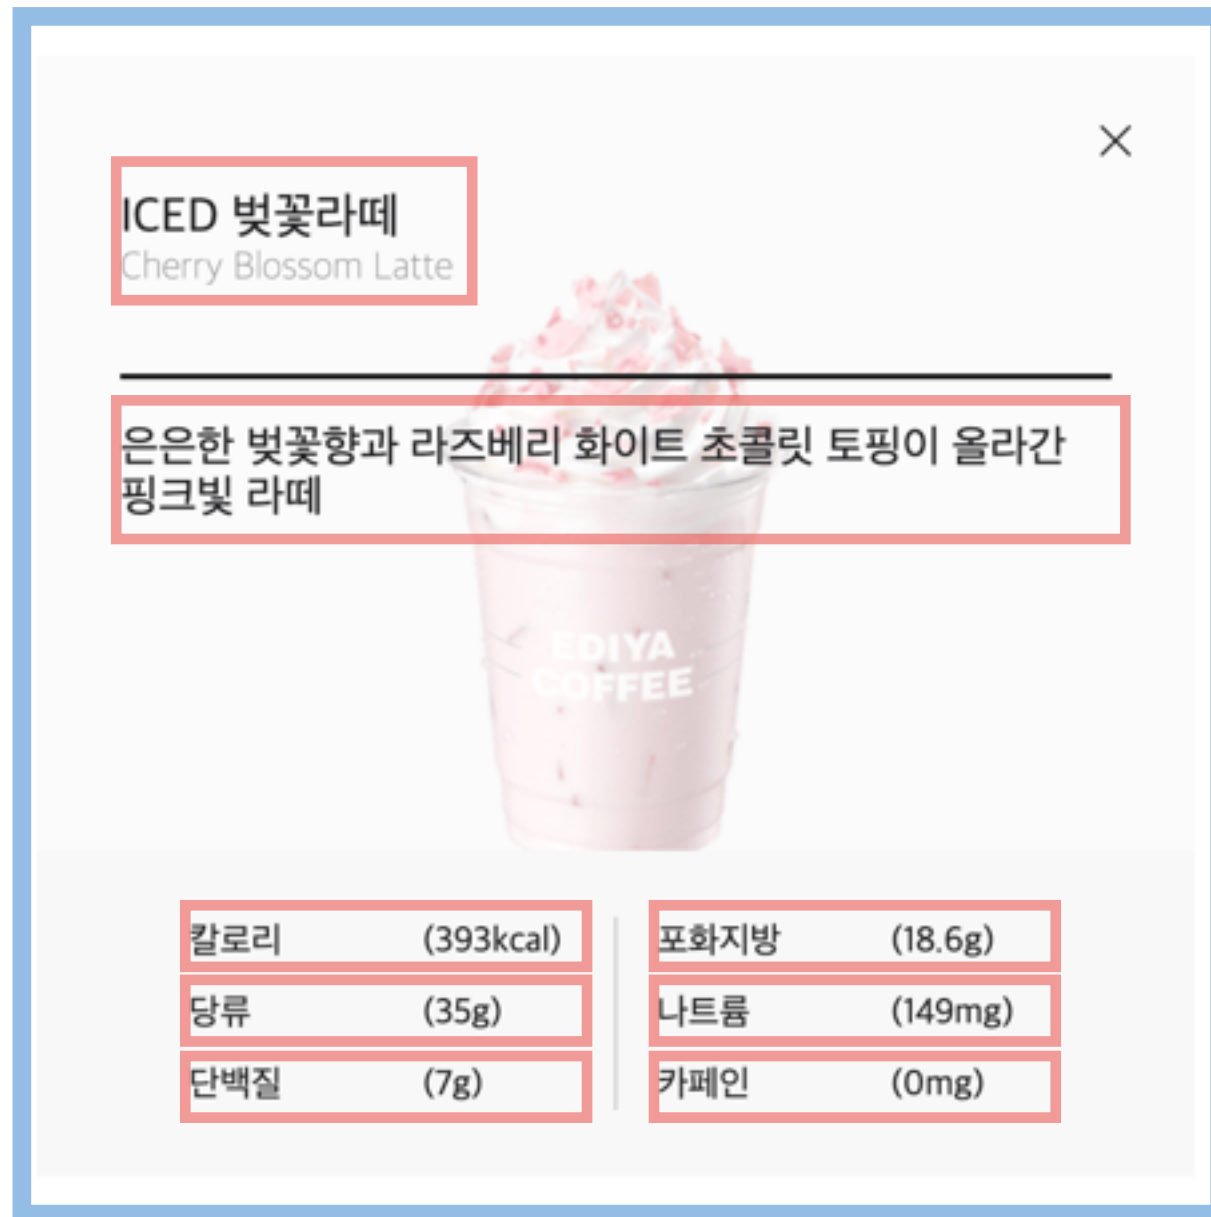 ICED 벚꽃라떼
Cherry Blossom Latte
은은한 벚꽃향과 라즈베리 화이트 초콜릿 토핑이 올라간
핑크빛 라떼
EDIYA
COFFEE
칼로리 (393kcal)
포화지방 (18.6g)
당류 (35g)
나트륨 (149mg)
단백질 (7g)
카페인 (0mg)